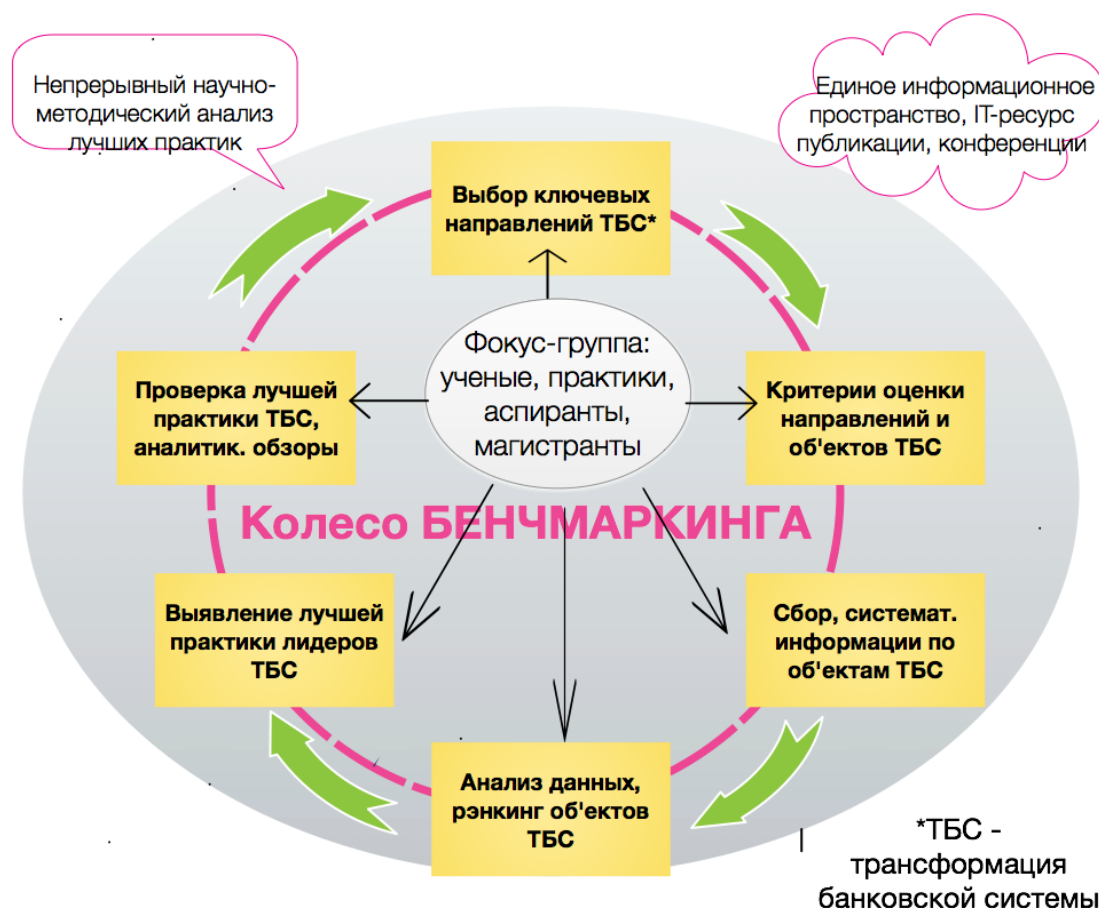 Непрерывный научно-
методический анализ
лучших практик
Единое информационное
пространство, IT-ресурс
публикации, конференции
Выбор ключевых
направлений ТБС*
Фокус-группа:
ученые, практики,
аспиранты,
магистранты
Проверка лучшей
практики ТБС,
аналитик. обзоры
Критерии оценки
направлений и
об'ектов ТБС
Колесо БЕНЧМАРКИНГА
Выявление лучшей
практики лидеров
ТБС
Сбор, системат.
информации по
об'ектам ТБС
Анализ данных,
рэнкинг об'ектов
ТБС
*ТБС -
трансформация
банковской системы